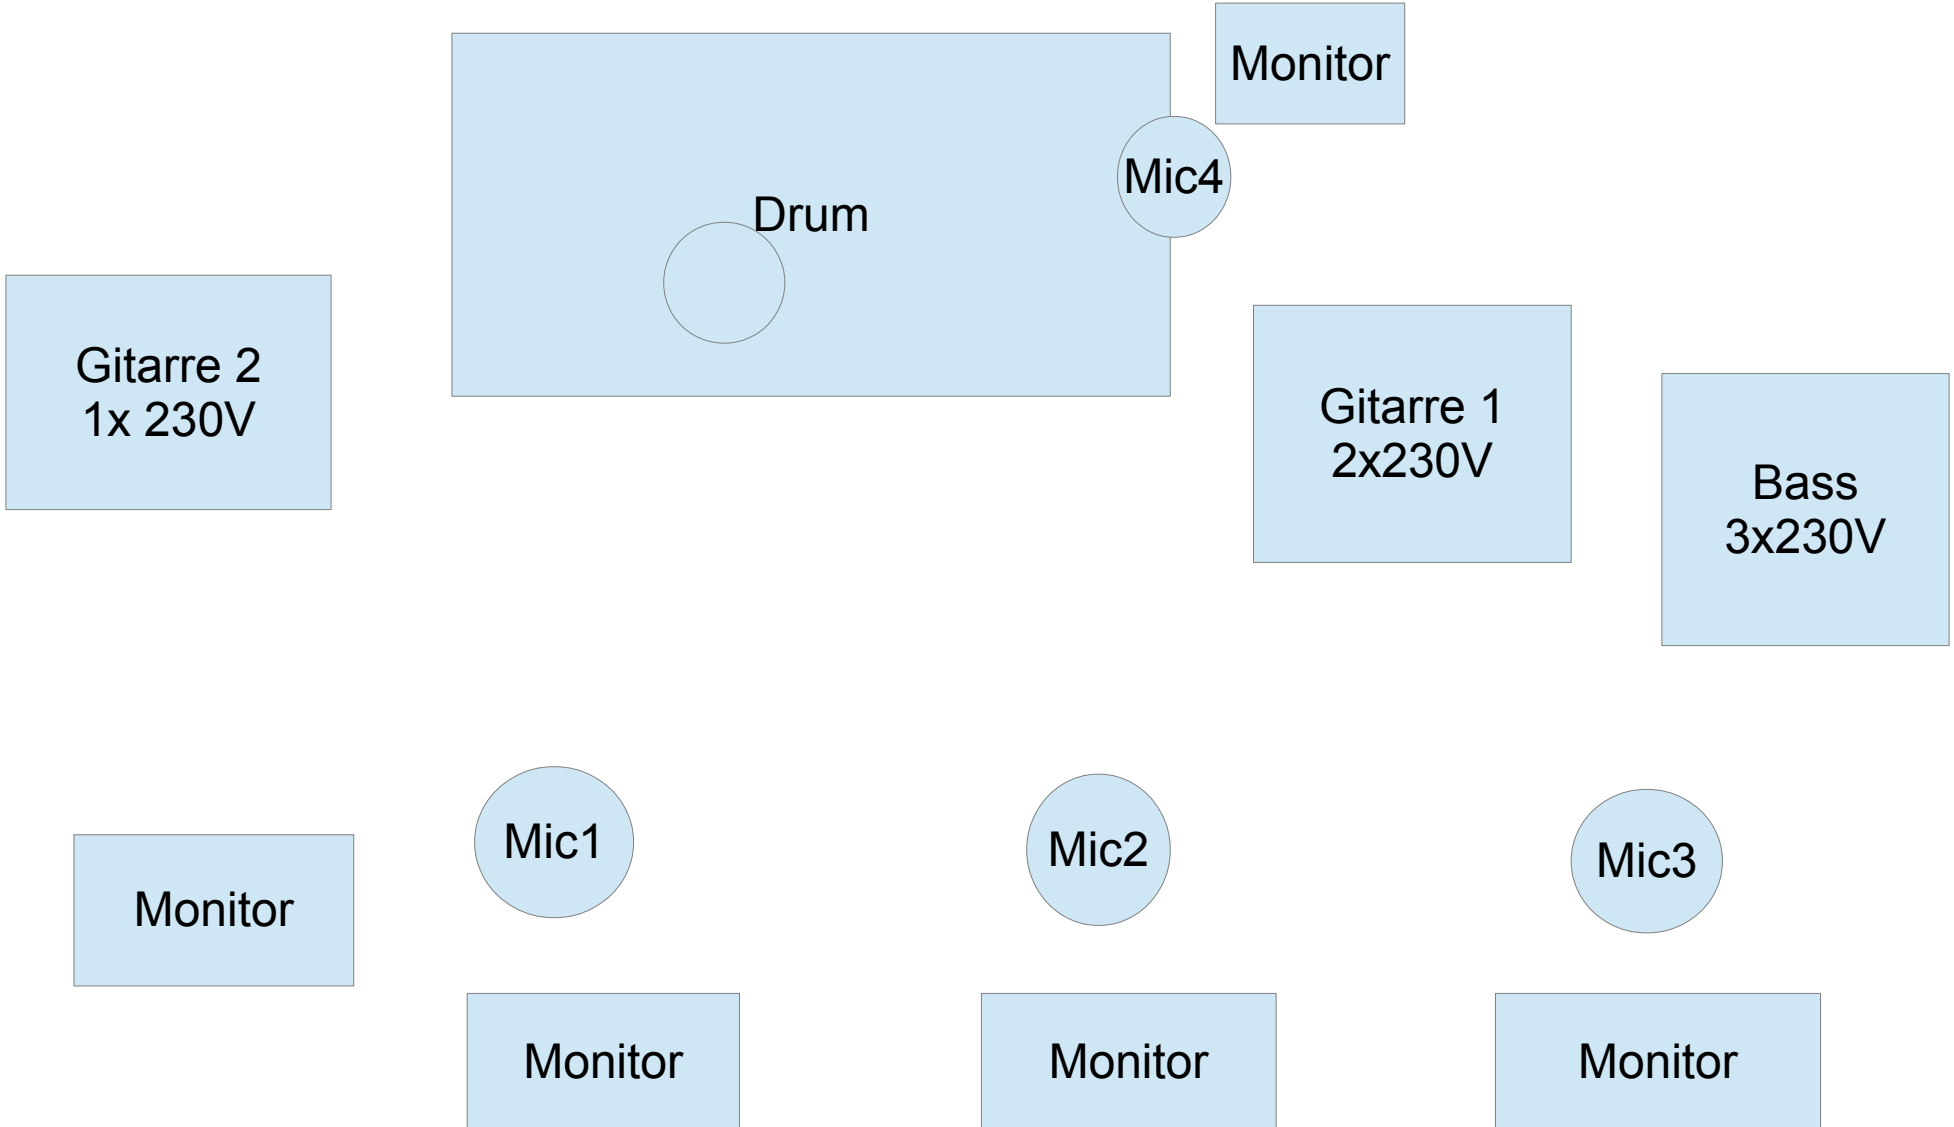 Monitor
Mic4
Drum
Gitarre 2
1x 230V
Gitarre 1
2x230V
Bass
3x230V
Mic1
Mic2
Mic3
Monitor
Monitor
Monitor
Monitor